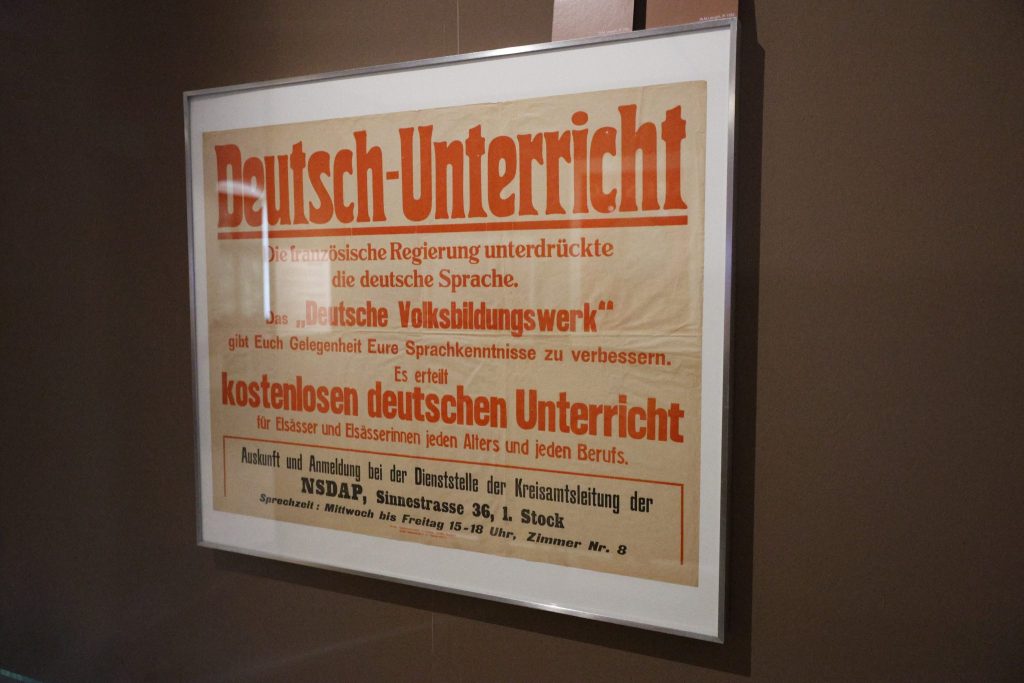 Deutsch-Unterricht
Die französische Regierung unterdrückte
die deutsche Sprache.
Das „Deutsche Volksbildungswerk“
gibt Euch Gelegenheit Eure Sprachkenntnisse zu verbessern.
Es erteilt
kostenlosen deutschen Unterricht
für Elsässer und Elsässerinnen jeden Alters und jeden Berufs.
Auskunft und Anmeldung bei der Dienststelle der Kreisamtsleitung der
NSDAP, Sinnestrasse 36, 1. Stock
Sprechzeit: Mittwoch bis Freitag 15-18 Uhr, Zimmer Nr. 8